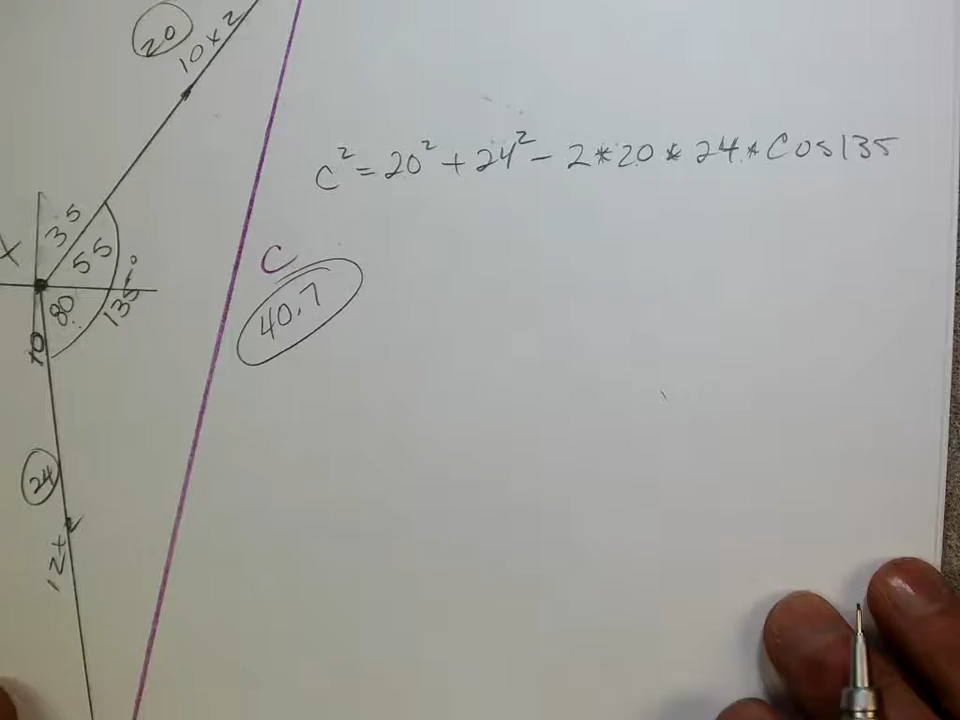 20
10x2
C² = 20² + 24² - 2 * 20 * 24 * Cos135
35
X
55
C
135°
80
40.7
10
24
12x2